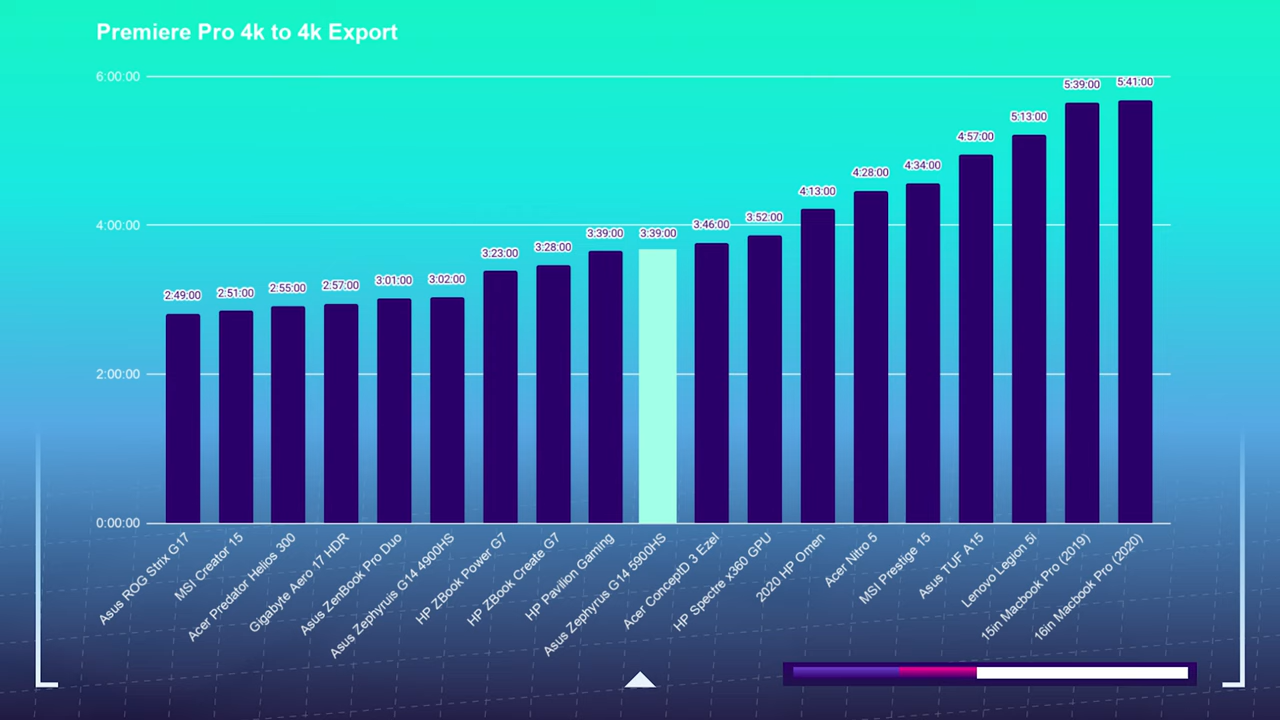 Premiere Pro 4k to 4k Export
6:00:00
4:00:00
2:00:00
0:00:00
2:49:00
2:51:00
2:55:00
2:57:00
3:01:00
3:02:00
3:23:00
3:28:00
3:39:00
3:39:00
3:46:00
3:52:00
4:13:00
4:28:00
4:34:00
4:57:00
5:13:00
5:39:00
5:41:00
Asus ROG Strix G17
MSI Creator 15
Acer Predator Helios 300
Gigabyte Aero 17 HDR
Asus ZenBook Pro Duo
Asus Zephyruis G14 4900HS
HP ZBook Power G7
HP ZBook Create G7
HP Pavilion Gaming
Asus Zephyrus G14 5900HS
Acer ConceptD 3 Ezel
HP Spectre x360 GPU
2020 HP Omen
Acer Nitro 5
MSI Prestige 15
Asus TUF A15
Lenovo Legion 5i
15in Macbook Pro (2019)
16in Macbook Pro (2020)